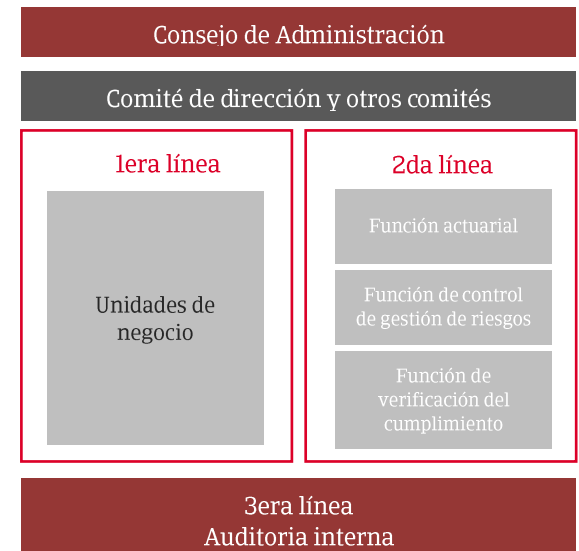 Consejo de Administración
Comité de dirección y otros comités
1era línea
Unidades de
negocio
2da línea
Función actuarial
Función de control
de gestión de riesgos
Función de
verificación del
cumplimiento
3era línea
Auditoria interna